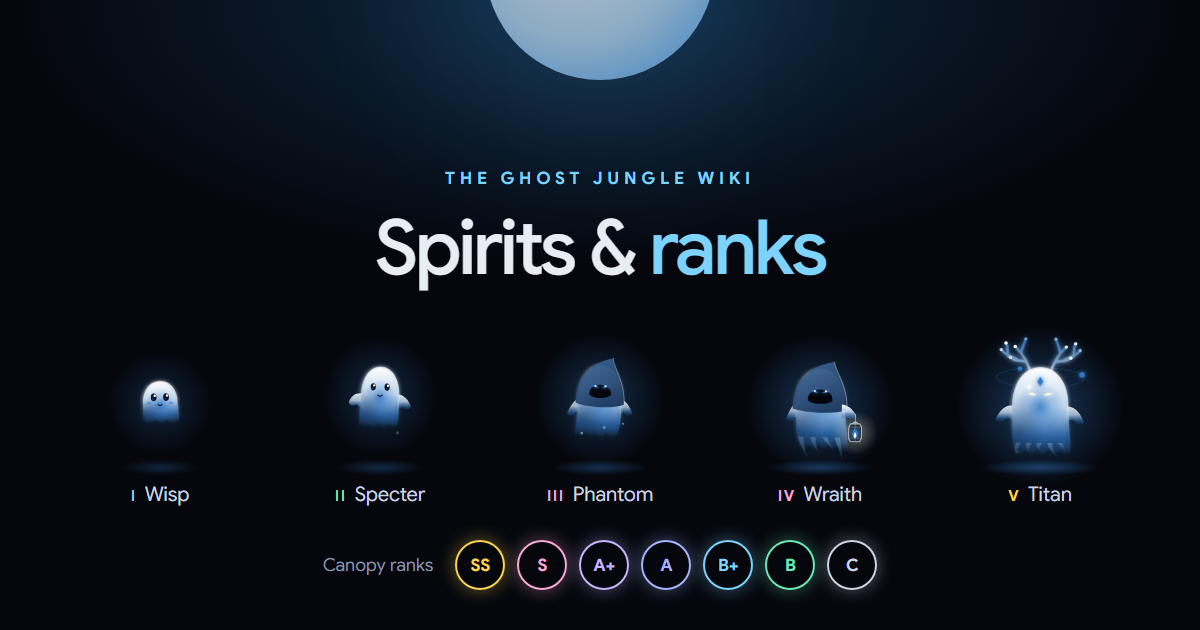 THE GHOST JUNGLE WIKI
Spirits & ranks
I Wisp
II Specter
III Phantom
IV Wraith
V Titan
Canopy ranks SS S A+ A B+ B C